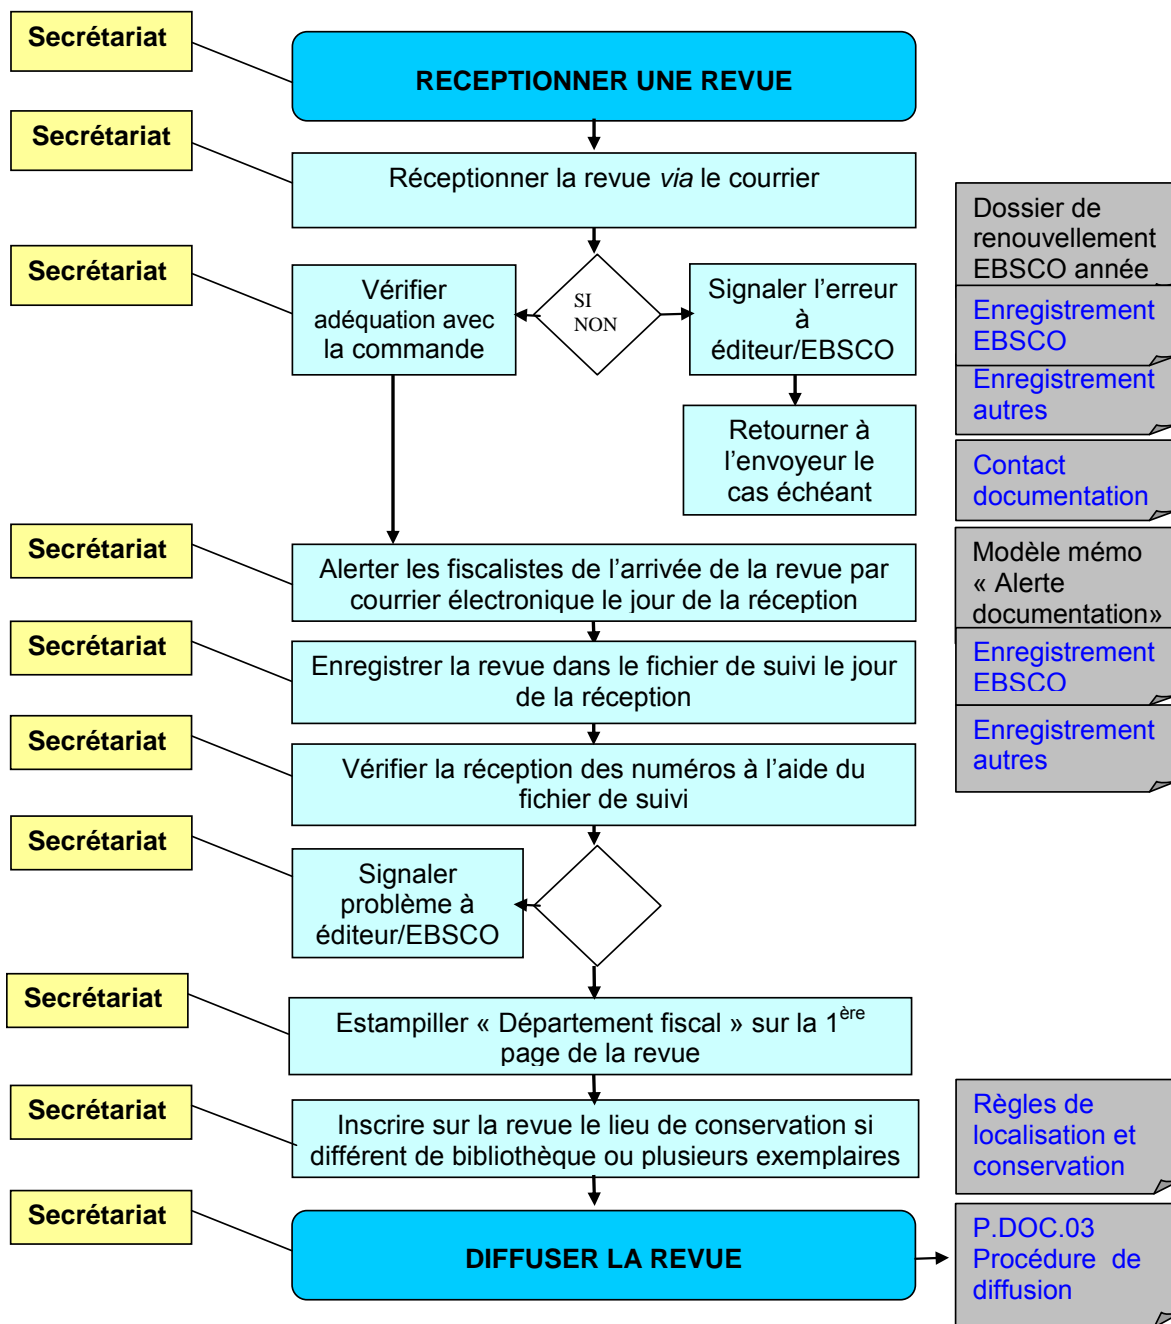 Secrétariat
RECEPTIONNER UNE REVUE
Secrétariat
Réceptionner la revue via le courrier
Dossier de
renouvellement
EBSCO année
Secrétariat
Vérifier
adéquation avec
la commande
SI
NON
Signaler l’erreur
à
éditeur/EBSCO
Enregistrement
EBSCO
Enregistrement
autres
Retourner à
l’envoyeur le
cas échéant
Contact
documentation
Secrétariat
Alerter les fiscalistes de l’arrivée de la revue par
courrier électronique le jour de la réception
Modèle mémo
« Alerte
documentation»
Secrétariat
Enregistrer la revue dans le fichier de suivi le jour
de la réception
Enregistrement
EBSCO
Secrétariat
Vérifier la réception des numéros à l’aide du
fichier de suivi
Enregistrement
autres
Secrétariat
Signaler
problème à
éditeur/EBSCO
Secrétariat
Estampiller « Département fiscal » sur la 1ère
page de la revue
Secrétariat
Inscrire sur la revue le lieu de conservation si
différent de bibliothèque ou plusieurs exemplaires
Règles de
localisation et
conservation
Secrétariat
DIFFUSER LA REVUE
P.DOC.03
Procédure de
diffusion